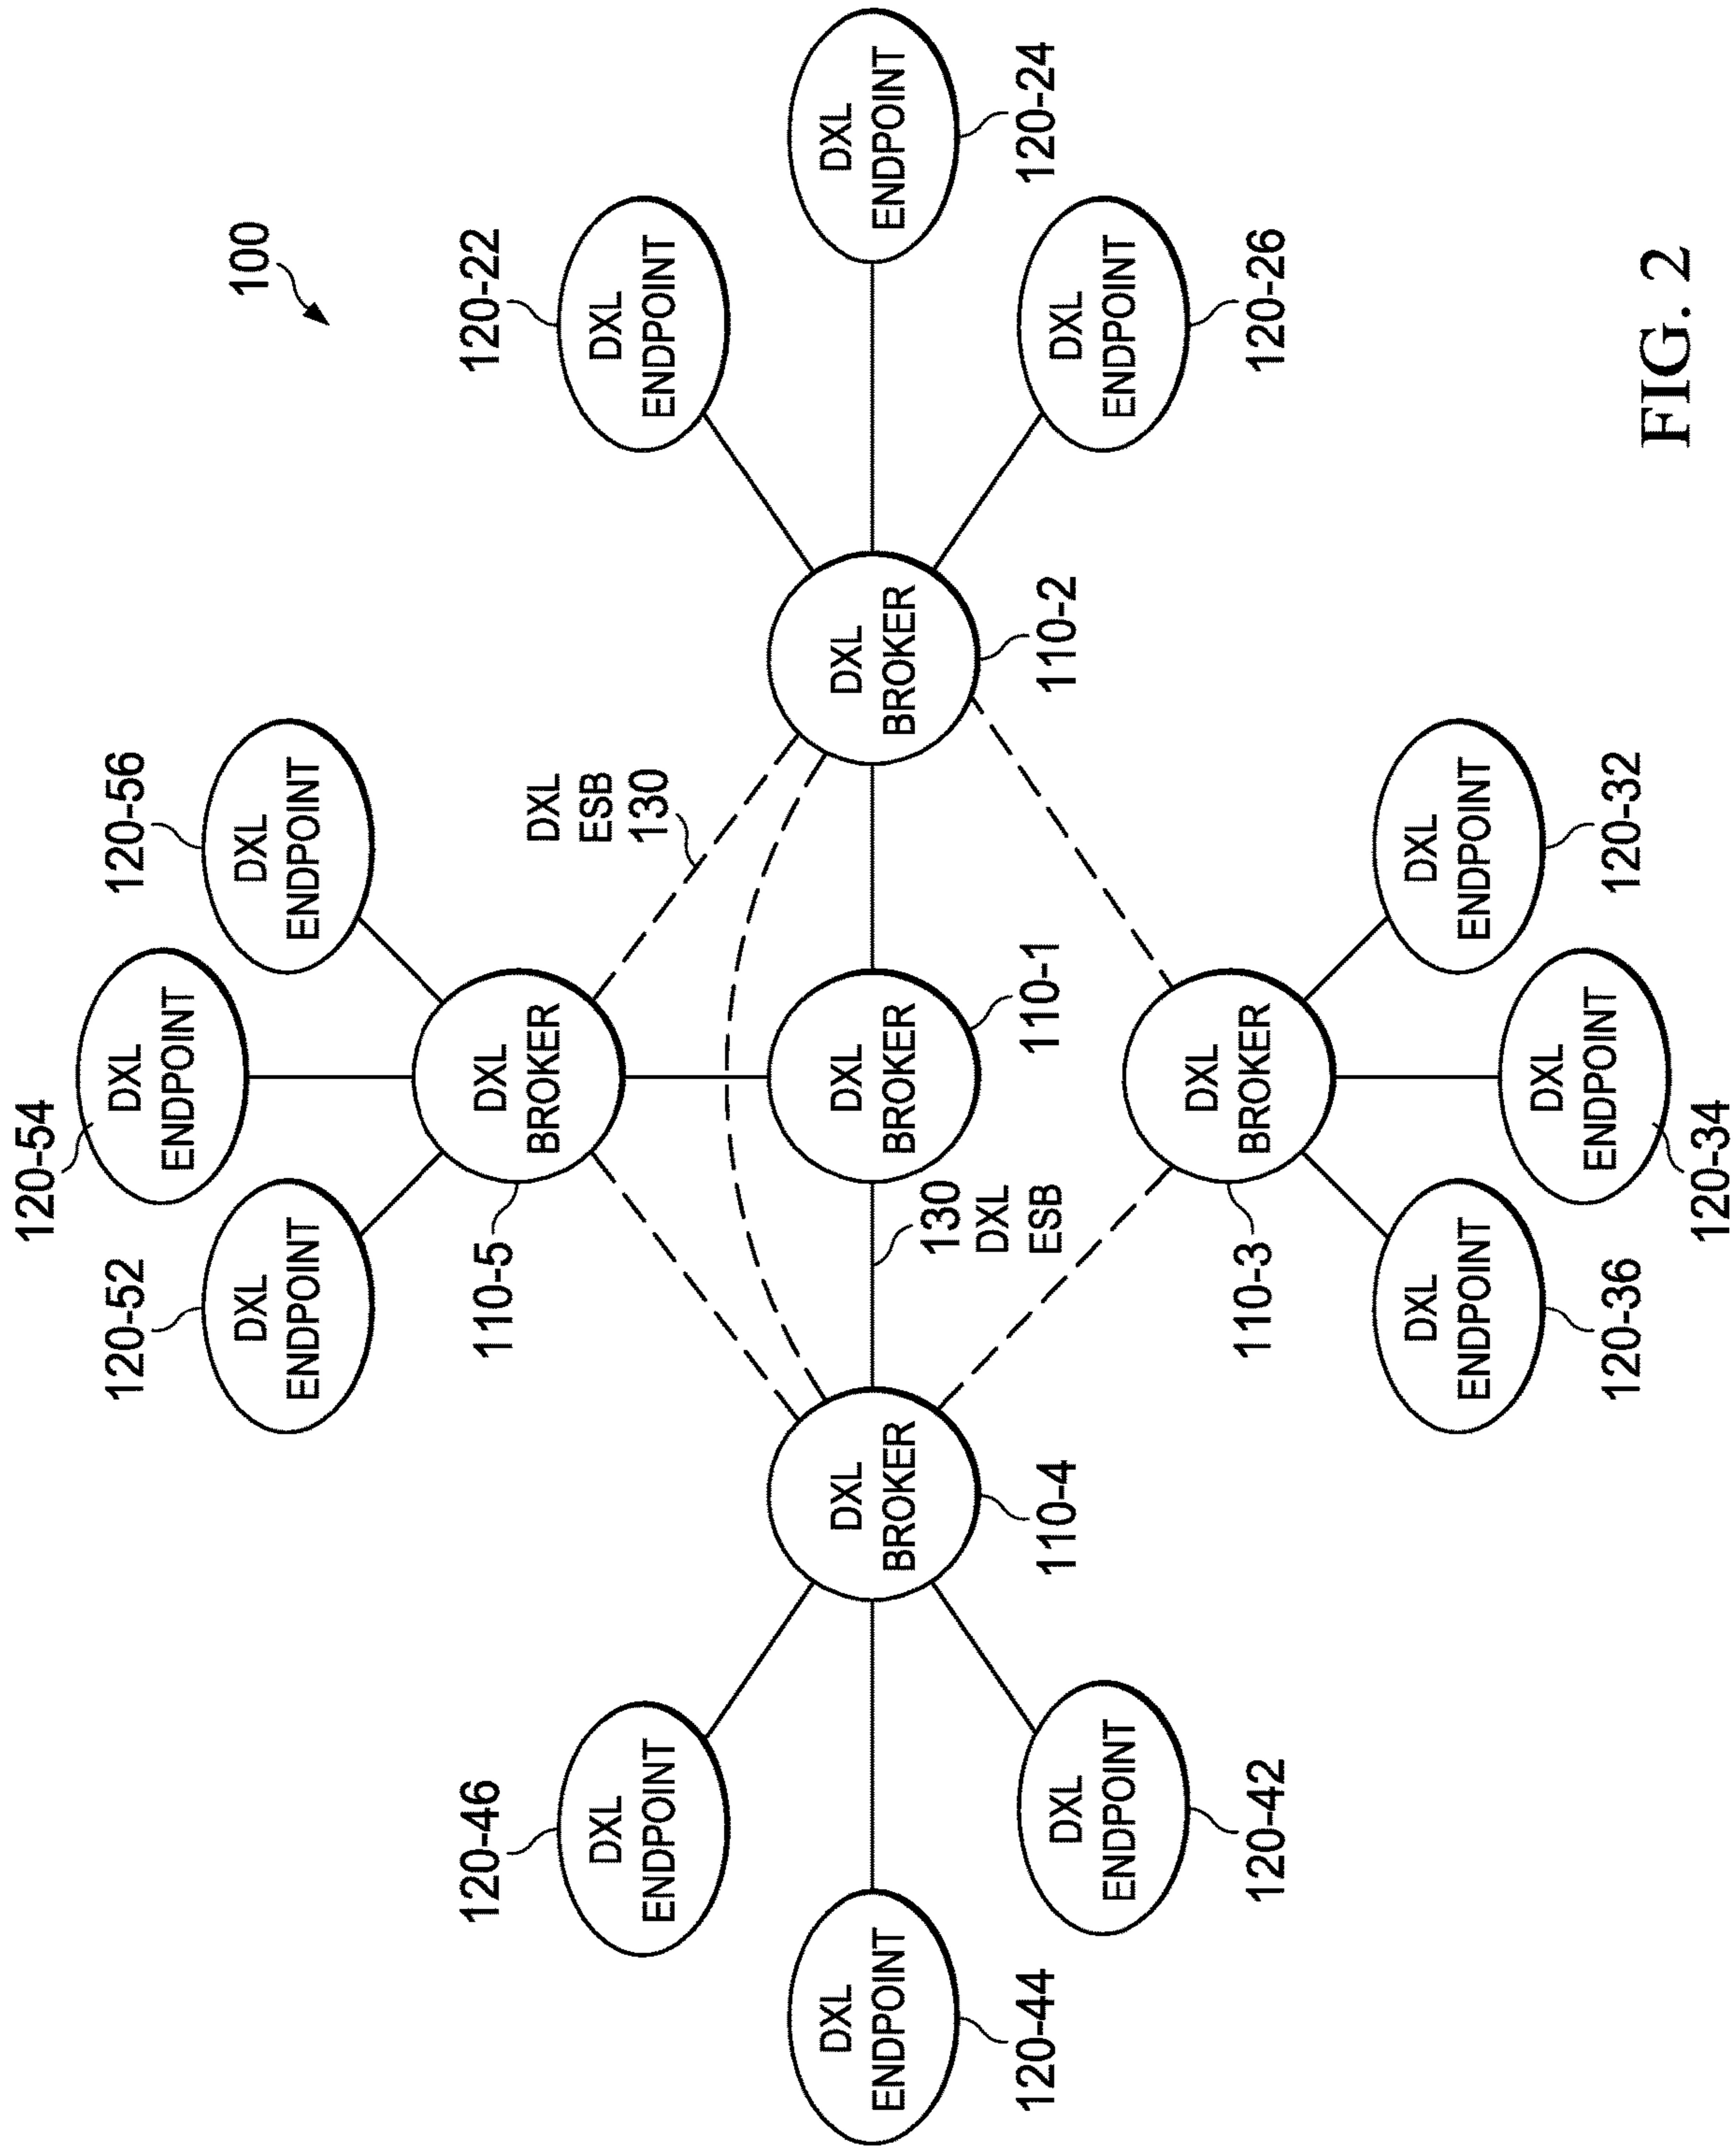 100
120-54
DXL
ENDPOINT
120-52
DXL
ENDPOINT
120-56
DXL
ENDPOINT
110-5
DXL
BROKER
DXL
ESB
130
120-46
DXL
ENDPOINT
120-22
DXL
ENDPOINT
120-44
DXL
ENDPOINT
110-4
DXL
BROKER
130
DXL
ESB
110-1
DXL
BROKER
110-2
DXL
BROKER
120-24
DXL
ENDPOINT
120-42
DXL
ENDPOINT
120-26
DXL
ENDPOINT
110-3
DXL
BROKER
120-36
DXL
ENDPOINT
120-32
DXL
ENDPOINT
120-34
DXL
ENDPOINT
FIG. 2